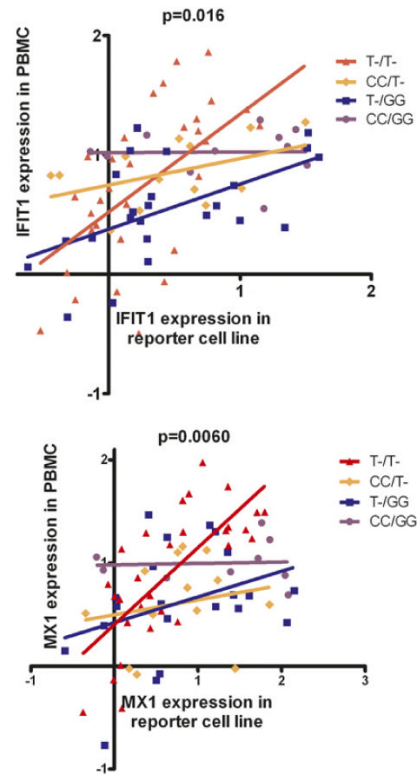 p=0.016
2
T-/T-
CC/T-
T-/GG
CC/GG
IFIT1 expression in PBMC
1
1
2
IFIT1 expression in
reporter cell line
-1
p=0.0060
2
T-/T-
CC/T-
T-/GG
CC/GG
MX1 expression in PBMC
1
-1
1
2
3
MX1 expression in
reporter cell line
-1